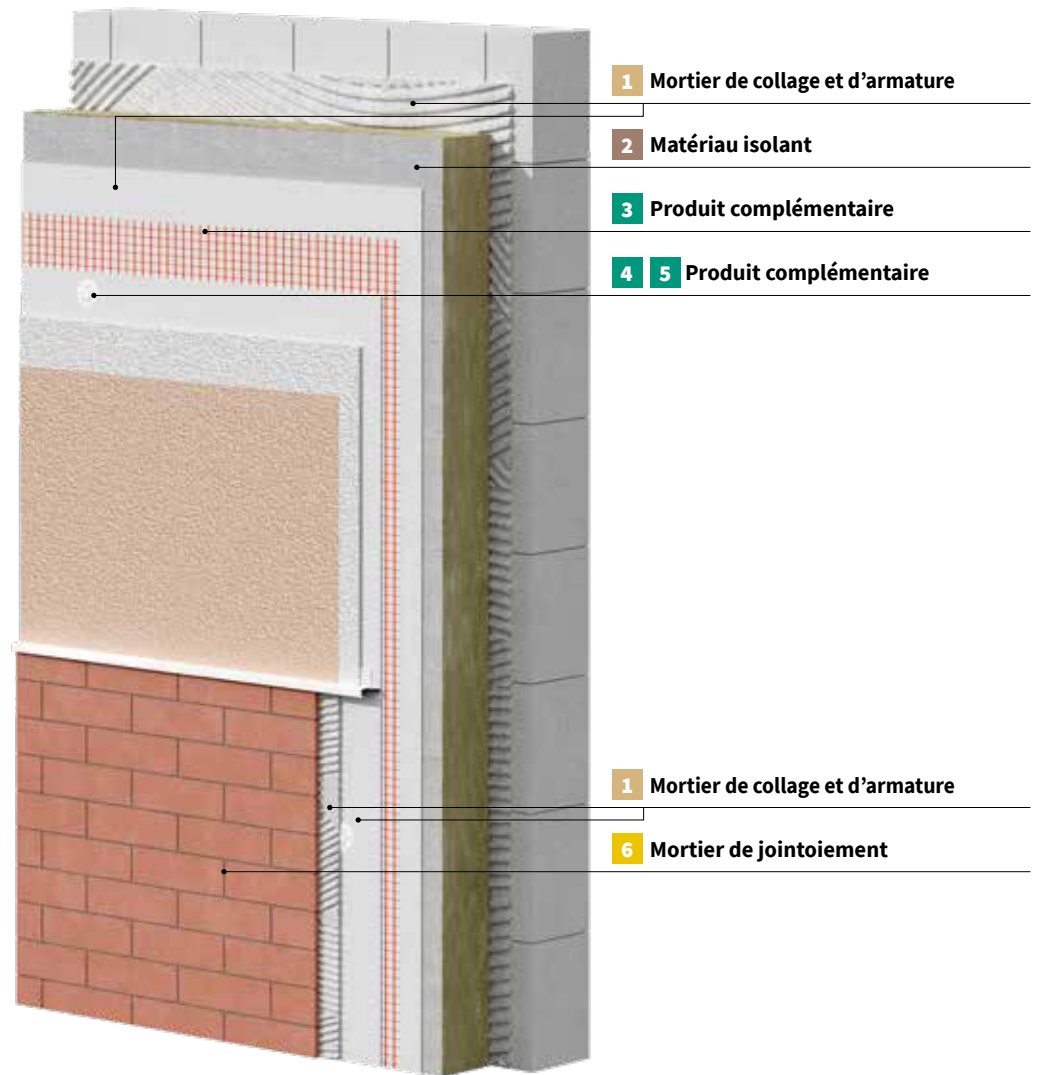 1 Mortier de collage et d'armature
2 Matériau isolant
3 Produit complémentaire
4 5 Produit complémentaire
1 Mortier de collage et d'armature
6 Mortier de jointoiement